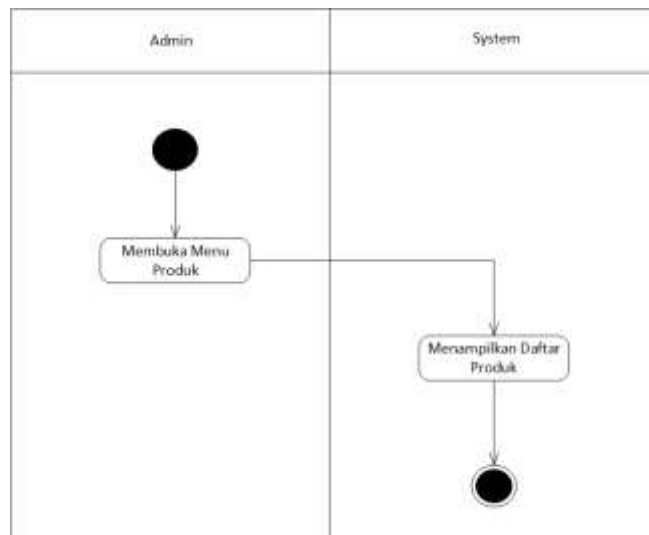 Admin
System
Membuka Menu
Produk
Menampilkan Daftar
Produk